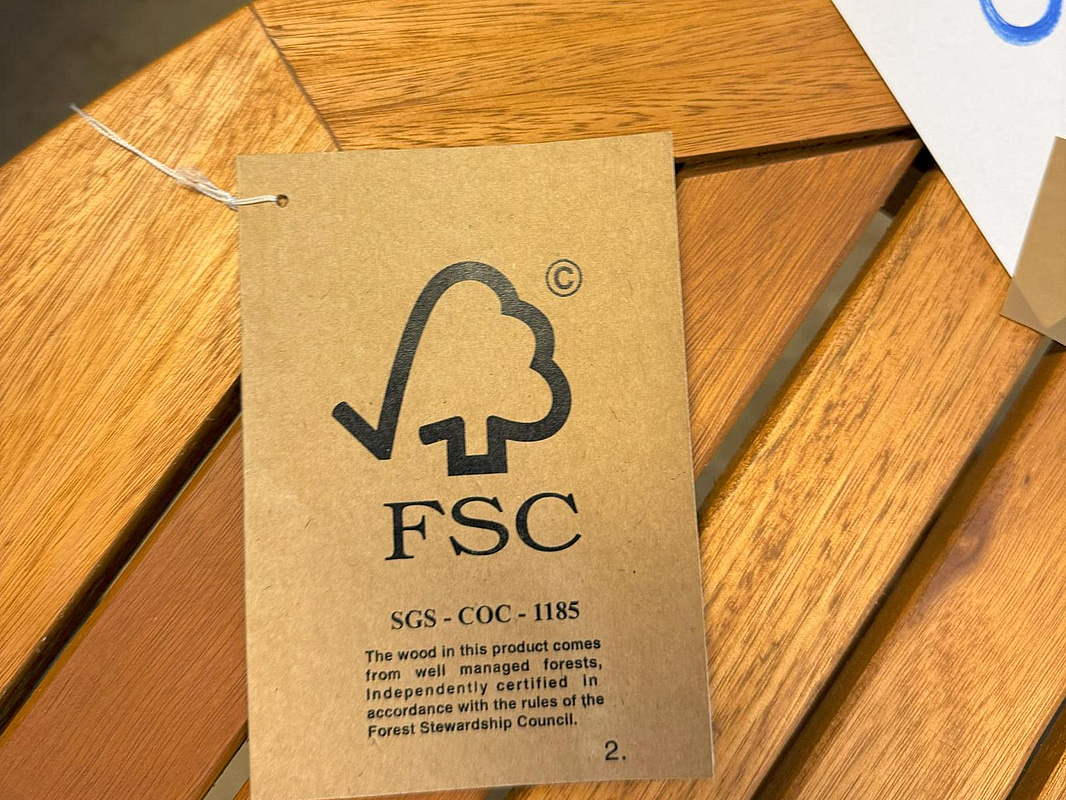 ©
FSC
SGS - COC - 1185
The wood in this product comes
from well managed forests,
Independently certified in
accordance with the rules of the
Forest Stewardship Council.
2.